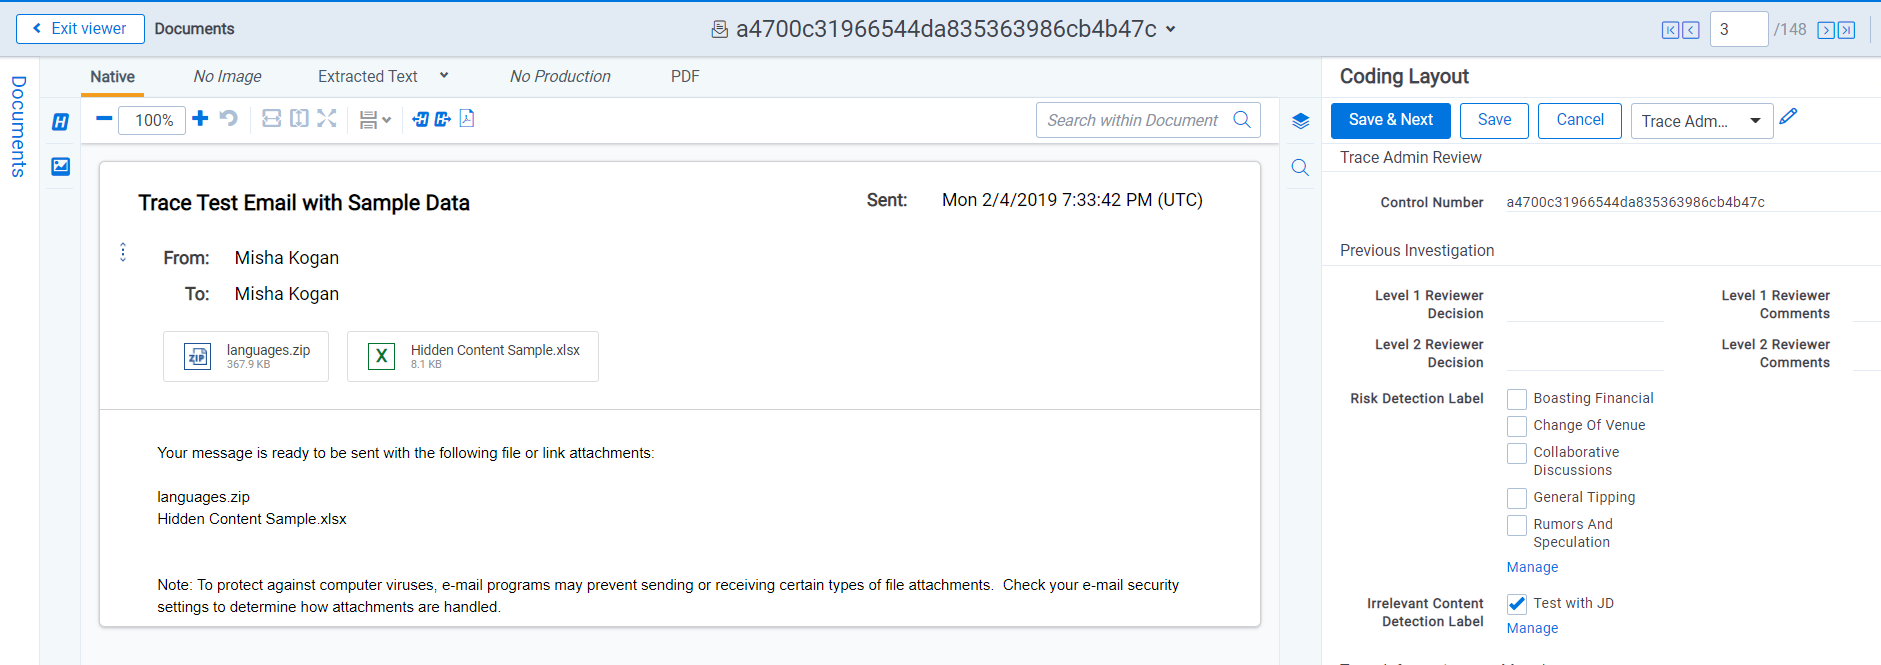 Exit viewer
Documents
a4700c31966544da835363986cb4b47c
3 /148
Documents
Native
No Image
Extracted Text
No Production
PDF
100%
Search within Document
Trace Test Email with Sample Data
Sent: Mon 2/4/2019 7:33:42 PM (UTC)
From: Misha Kogan
To: Misha Kogan
ZIP
languages.zip
367.9 KB
X
Hidden Content Sample.xlsx
8.1 KB
Your message is ready to be sent with the following file or link attachments:
languages.zip
Hidden Content Sample.xlsx
Note: To protect against computer viruses, e-mail programs may prevent sending or receiving certain types of file attachments.  Check your e-mail security
settings to determine how attachments are handled.
Coding Layout
Save & Next
Save
Cancel
Trace Adm...
Trace Admin Review
Control Number a4700c31966544da835363986cb4b47c
Previous Investigation
Level 1 Reviewer
Decision
Level 1 Reviewer
Comments
Level 2 Reviewer
Decision
Level 2 Reviewer
Comments
Risk Detection Label
Boasting Financial
Change Of Venue
Collaborative
Discussions
General Tipping
Rumors And
Speculation
Manage
Irrelevant Content
Detection Label
Test with JD
Manage